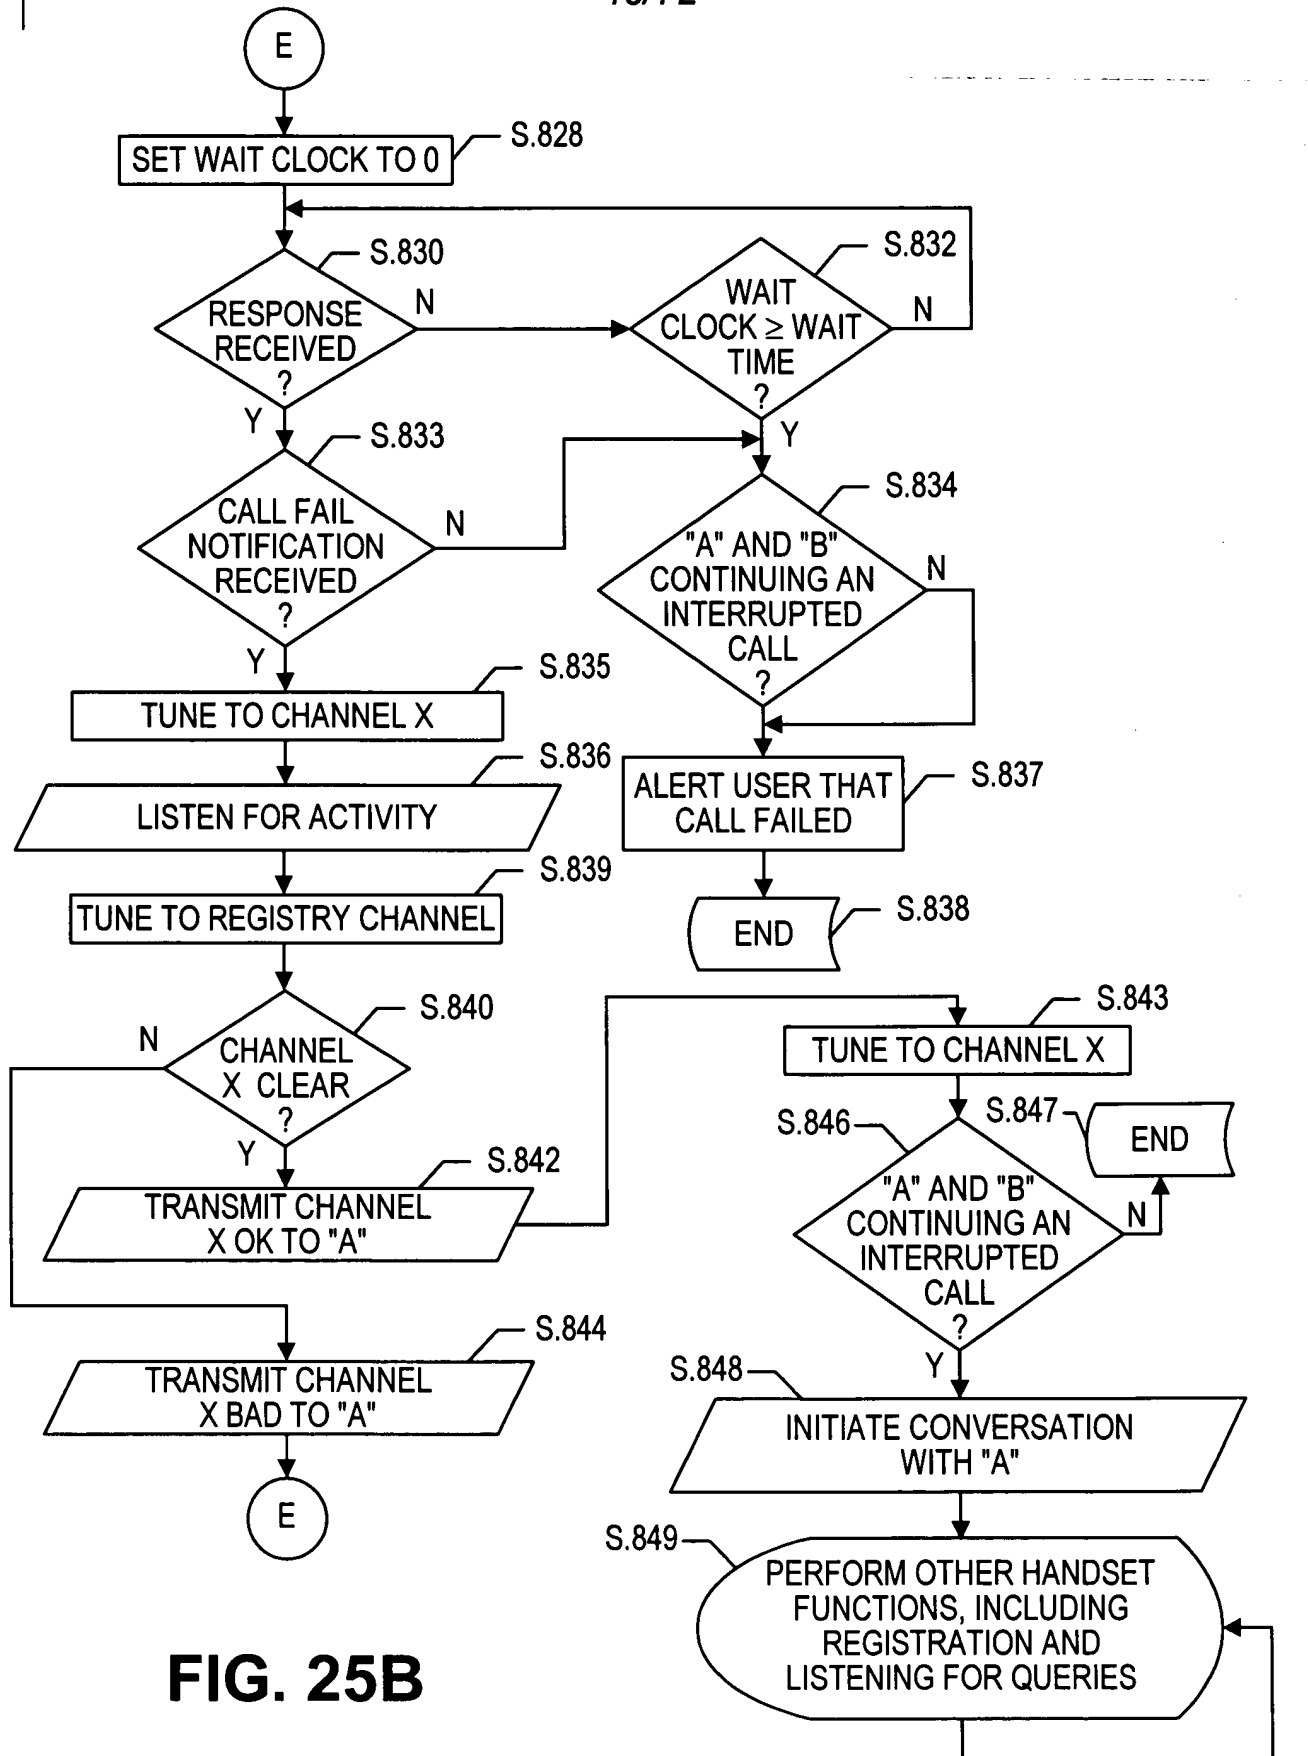 E
SET WAIT CLOCK TO 0
S.828
RESPONSE
RECEIVED
?
S.830
N
Y
WAIT
CLOCK ≥ WAIT
TIME
?
S.832
N
Y
CALL FAIL
NOTIFICATION
RECEIVED
?
S.833
N
Y
"A" AND "B"
CONTINUING AN
INTERRUPTED
CALL
?
S.834
N
TUNE TO CHANNEL X
S.835
LISTEN FOR ACTIVITY
S.836
ALERT USER THAT
CALL FAILED
S.837
END
S.838
TUNE TO REGISTRY CHANNEL
S.839
CHANNEL
X CLEAR
?
S.840
N
Y
TRANSMIT CHANNEL
X OK TO "A"
S.842
TUNE TO CHANNEL X
S.843
TRANSMIT CHANNEL
X BAD TO "A"
S.844
E
"A" AND "B"
CONTINUING AN
INTERRUPTED
CALL
?
S.846
N
Y
END
S.847
INITIATE CONVERSATION
WITH "A"
S.848
PERFORM OTHER HANDSET
FUNCTIONS, INCLUDING
REGISTRATION AND
LISTENING FOR QUERIES
S.849
FIG. 25B